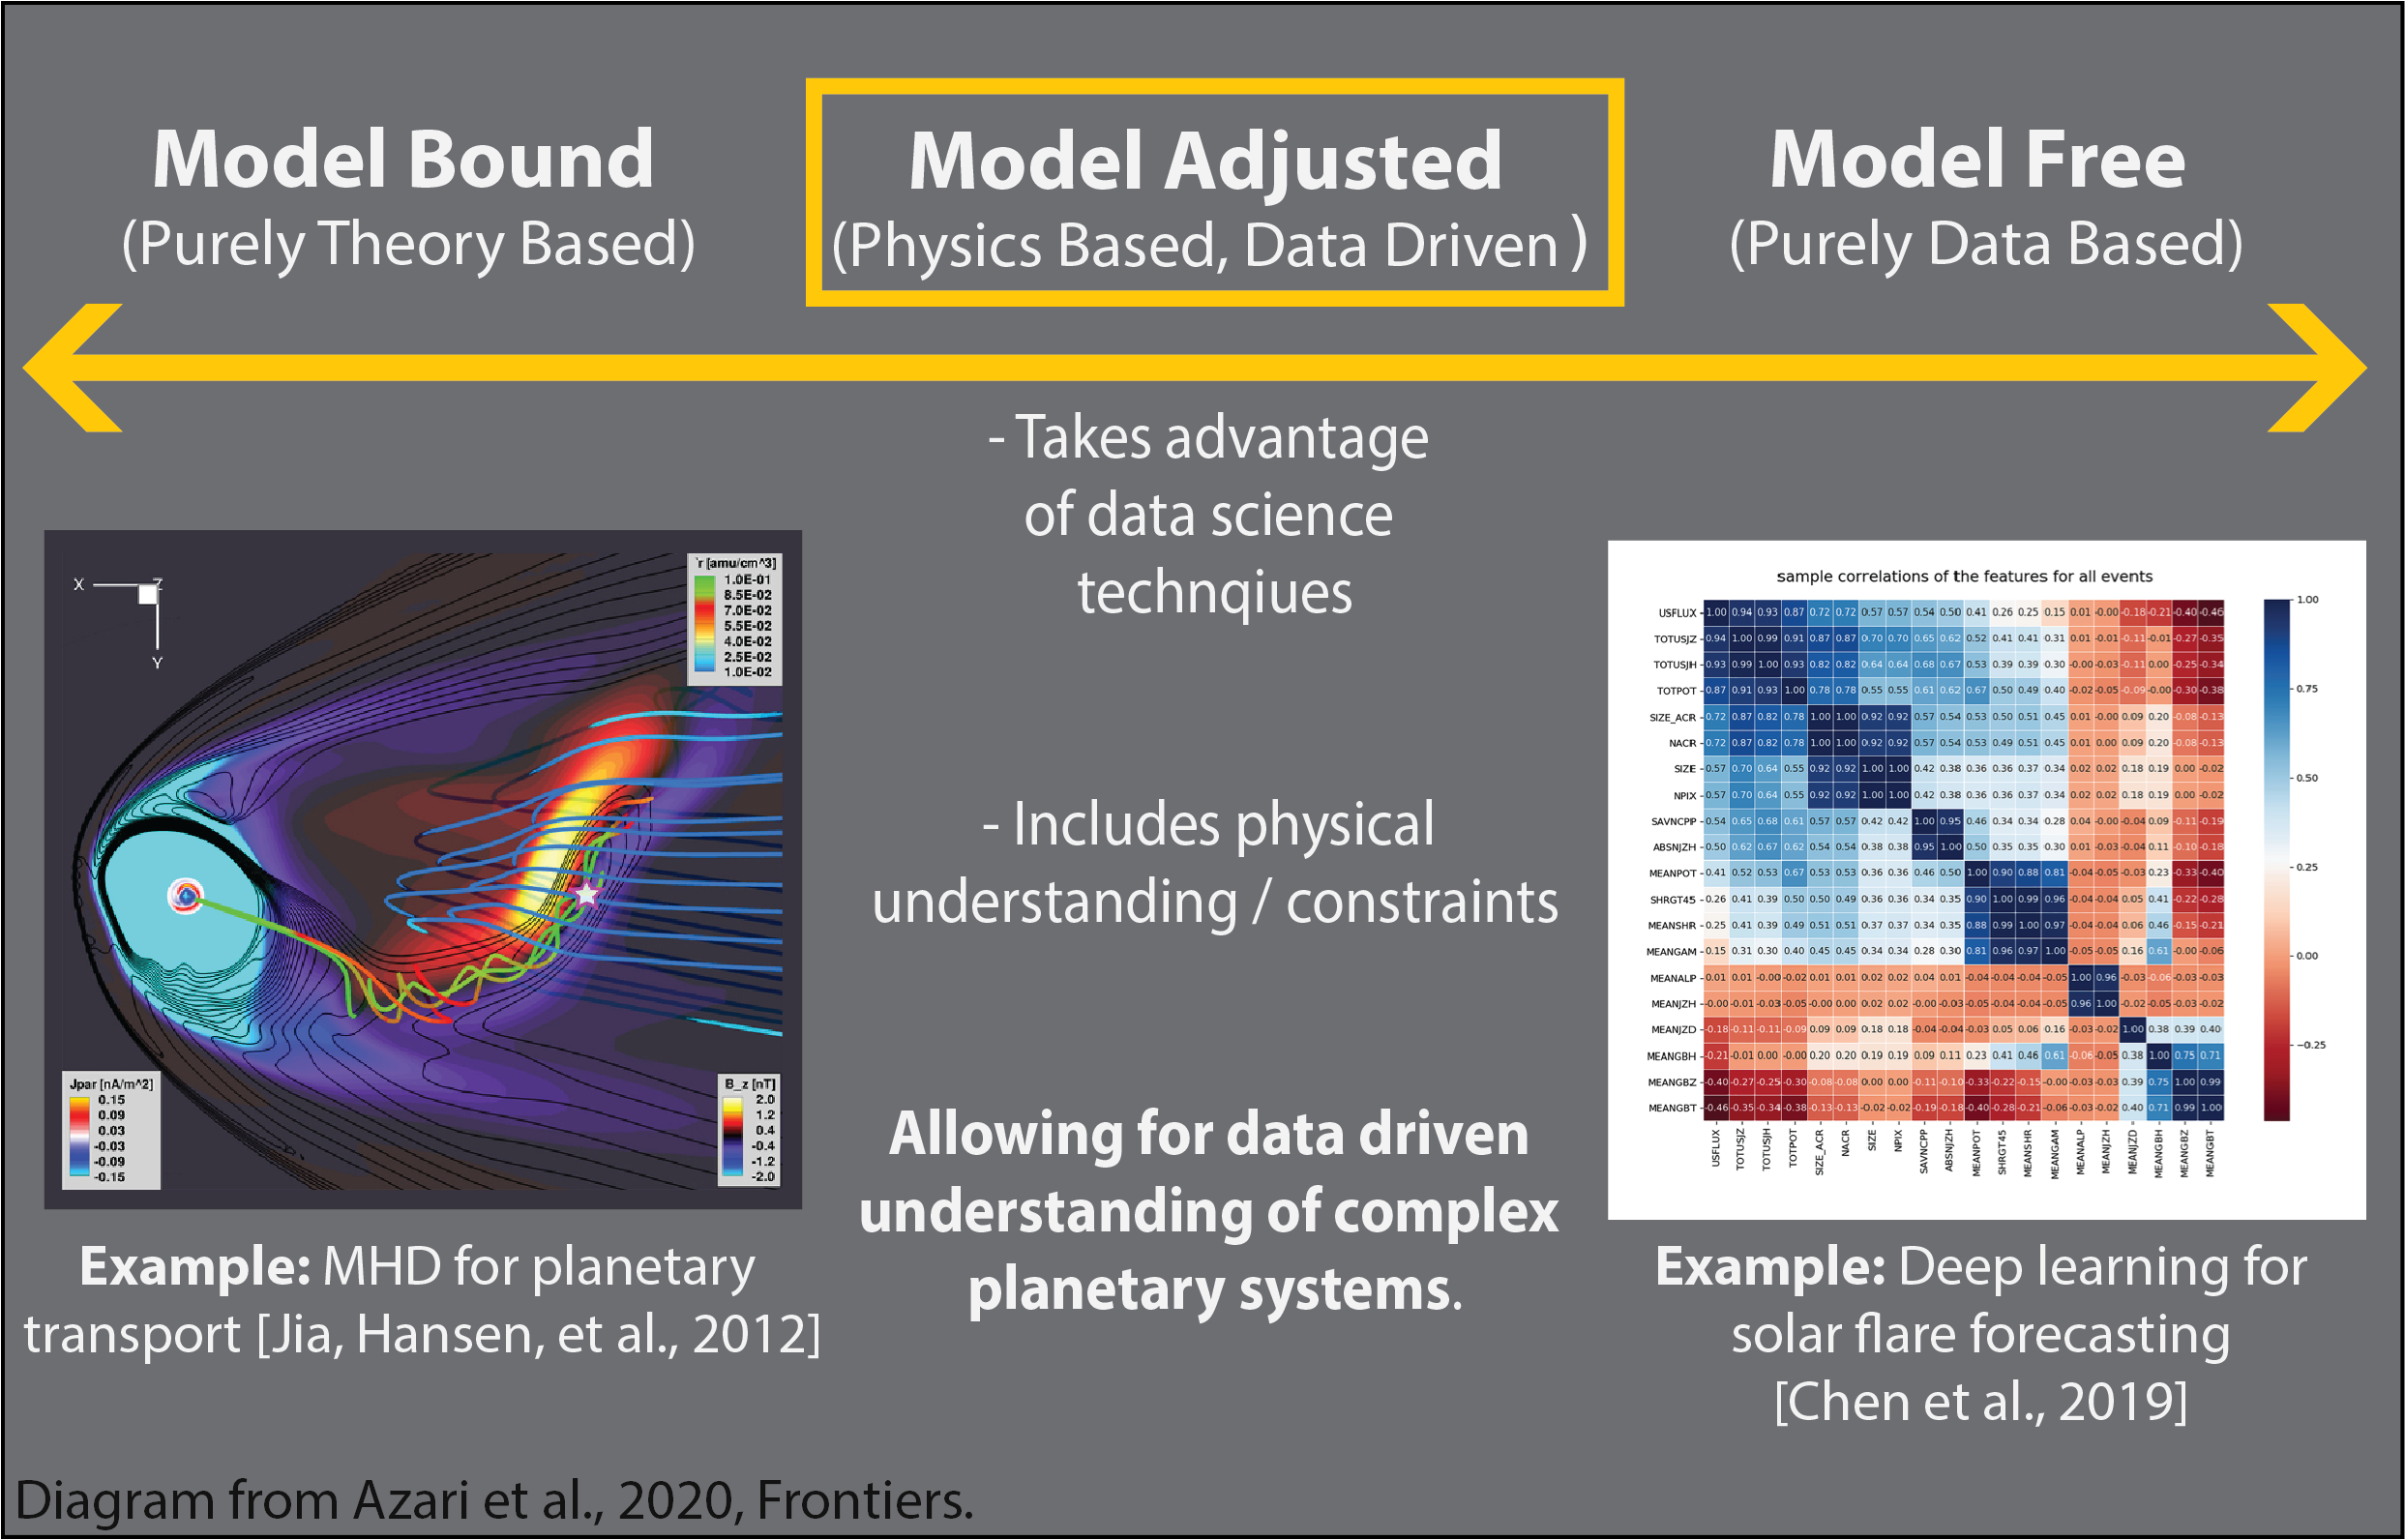 Model Bound
(Purely Theory Based)
Model Adjusted
(Physics Based, Data Driven )
Model Free
(Purely Data Based)
- Takes advantage
of data science
technqiues
- Includes physical
understanding / constraints
Allowing for data driven
understanding of complex
planetary systems.
X
Z
Y
r [amu/cm^3]
1.0E-01
8.5E-02
7.0E-02
5.5E-02
4.0E-02
2.5E-02
1.0E-02
Jpar [nA/m^2]
0.15
0.09
0.03
-0.03
-0.09
-0.15
B_z [nT]
2.0
1.2
0.4
-0.4
-1.2
-2.0
Example: MHD for planetary
transport [Jia, Hansen, et al., 2012]
sample correlations of the features for all events
USFLUX 1.00 0.94 0.93 0.87 0.72 0.72 0.57 0.57 0.54 0.50 0.41 0.26 0.25 0.15 0.01 -0.00 -0.18 -0.21 -0.40 -0.46
TOTUSJZ 0.94 1.00 0.99 0.91 0.87 0.87 0.70 0.70 0.65 0.62 0.52 0.41 0.41 0.31 0.01 -0.01 -0.11 -0.01 -0.27 -0.35
TOTUSJH 0.93 0.99 1.00 0.93 0.82 0.82 0.64 0.64 0.68 0.67 0.53 0.39 0.39 0.30 -0.00 -0.03 -0.11 0.00 -0.25 -0.34
TOTPOT 0.87 0.91 0.93 1.00 0.78 0.78 0.55 0.55 0.61 0.62 0.67 0.50 0.49 0.40 -0.02 -0.05 -0.09 -0.00 -0.30 -0.38
SIZE_ACR 0.72 0.87 0.82 0.78 1.00 1.00 0.92 0.92 0.57 0.54 0.53 0.50 0.51 0.45 0.01 -0.00 0.09 0.20 -0.08 -0.13
NACR 0.72 0.87 0.82 0.78 1.00 1.00 0.92 0.92 0.57 0.54 0.53 0.49 0.51 0.45 0.01 0.00 0.09 0.20 -0.08 -0.13
SIZE 0.57 0.70 0.64 0.55 0.92 0.92 1.00 1.00 0.42 0.38 0.36 0.36 0.37 0.34 0.02 0.02 0.18 0.19 0.00 -0.02
NPIX 0.57 0.70 0.64 0.55 0.92 0.92 1.00 1.00 0.42 0.38 0.36 0.36 0.37 0.34 0.02 0.02 0.18 0.19 0.00 -0.02
SAVNCPP 0.54 0.65 0.68 0.61 0.57 0.57 0.42 0.42 1.00 0.95 0.46 0.34 0.34 0.28 0.04 -0.00 -0.04 0.09 -0.11 -0.19
ABSNJZH 0.50 0.62 0.67 0.62 0.54 0.54 0.38 0.38 0.95 1.00 0.50 0.35 0.35 0.30 0.01 -0.03 -0.04 0.11 -0.10 -0.18
MEANPOT 0.41 0.52 0.53 0.67 0.53 0.53 0.36 0.36 0.46 0.50 1.00 0.90 0.88 0.81 -0.04 -0.05 -0.03 0.23 -0.33 -0.40
SHRGT45 0.26 0.41 0.39 0.50 0.50 0.49 0.36 0.36 0.34 0.35 0.90 1.00 0.99 0.96 -0.04 -0.04 0.05 0.41 -0.22 -0.28
MEANSHR 0.25 0.41 0.39 0.49 0.51 0.51 0.37 0.37 0.34 0.35 0.88 0.99 1.00 0.97 -0.04 -0.04 0.06 0.46 -0.15 -0.21
MEANGAM 0.15 0.31 0.30 0.40 0.45 0.45 0.34 0.34 0.28 0.30 0.81 0.96 0.97 1.00 -0.05 -0.05 0.16 0.61 -0.00 -0.06
MEANALP 0.01 0.01 -0.00 -0.02 0.01 0.01 0.02 0.02 0.04 0.01 -0.04 -0.04 -0.04 -0.05 1.00 0.96 -0.03 -0.06 -0.03 -0.03
MEANJZH -0.00 -0.01 -0.03 -0.05 -0.00 0.00 0.02 0.02 -0.00 -0.03 -0.05 -0.04 -0.04 -0.05 0.96 1.00 -0.02 -0.05 -0.03 -0.02
MEANJZD -0.18 -0.11 -0.11 -0.09 0.09 0.09 0.18 0.18 -0.04 -0.04 -0.03 0.05 0.06 0.16 -0.03 -0.02 1.00 0.38 0.39 0.40
MEANGBH -0.21 -0.01 0.00 -0.00 0.20 0.20 0.19 0.19 0.09 0.11 0.23 0.41 0.46 0.61 -0.06 -0.05 0.38 1.00 0.75 0.71
MEANGBZ -0.40 -0.27 -0.25 -0.30 -0.08 -0.08 0.00 0.00 -0.11 -0.10 -0.33 -0.22 -0.15 -0.00 -0.03 -0.03 0.39 0.75 1.00 0.99
MEANGBT -0.46 -0.35 -0.34 -0.38 -0.13 -0.13 -0.02 -0.02 -0.19 -0.18 -0.40 -0.28 -0.21 -0.06 -0.03 -0.02 0.40 0.71 0.99 1.00
USFLUX TOTUSJZ TOTUSJH TOTPOT SIZE_ACR NACR SIZE NPIX SAVNCPP ABSNJZH MEANPOT SHRGT45 MEANSHR MEANGAM MEANALP MEANJZH MEANJZD MEANGBH MEANGBZ MEANGBT
1.00
0.75
0.50
0.25
0.00
−0.25
Example: Deep learning for
solar flare forecasting
[Chen et al., 2019]
Diagram from Azari et al., 2020, Frontiers.